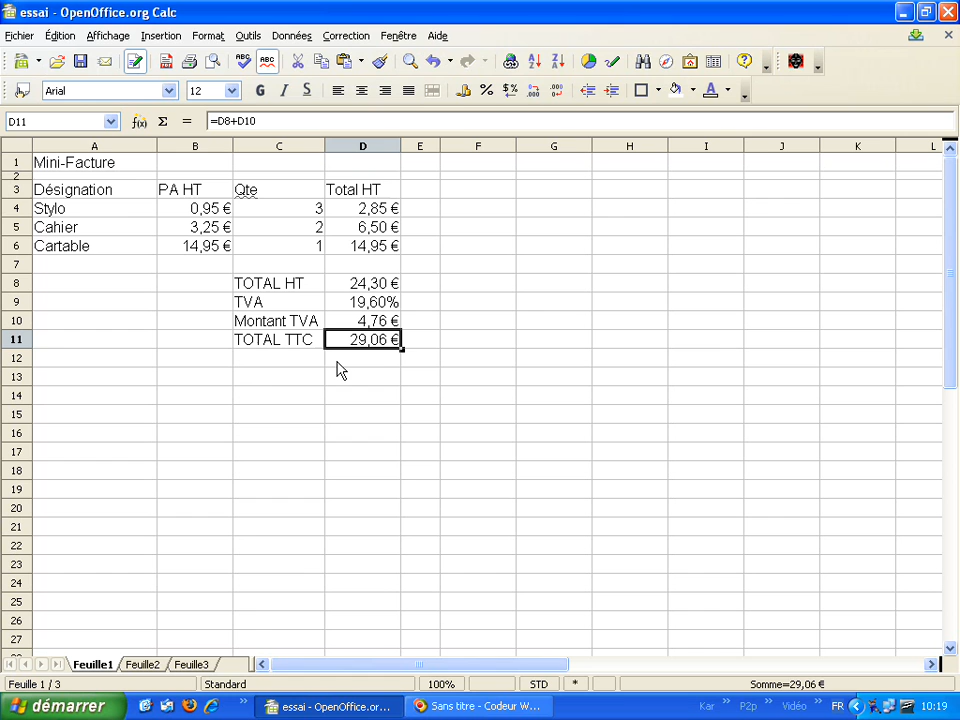 essai - OpenOffice.org Calc
Fichier Édition Affichage Insertion Format Outils Données Correction Fenêtre Aide
Arial 12
D11 =D8+D10
A B C D E F G H I J K L
1 Mini-Facture
2
3 Désignation PA HT Qte Total HT
4 Stylo 0,95 € 3 2,85 €
5 Cahier 3,25 € 2 6,50 €
6 Cartable 14,95 € 1 14,95 €
7
8 TOTAL HT 24,30 €
9 TVA 19,60%
10 Montant TVA 4,76 €
11 TOTAL TTC 29,06 €
12
13
14
15
16
17
18
19
20
21
22
23
24
25
26
27
Feuille1 Feuille2 Feuille3
Feuille 1 / 3 Standard 100% STD * Somme=29,06 €
démarrer essai - OpenOffice.or... Sans titre - Codeur W... Kar P2p Vidéo FR 10:19